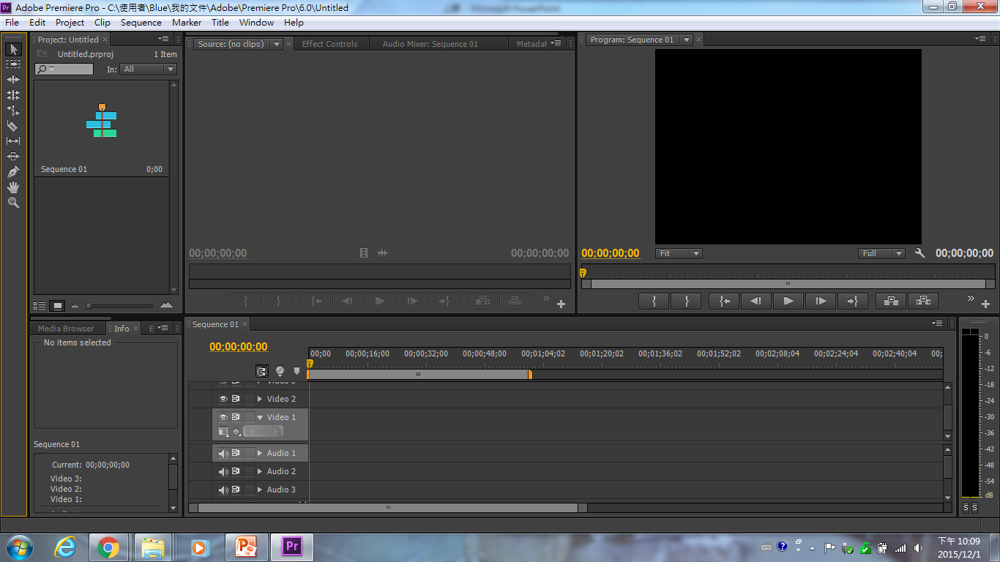 Adobe Premiere Pro - C:\使用者\Blue\我的文件\Adobe\Premiere Pro\6.0\Untitled
File Edit Project Clip Sequence Marker Title Window Help
Project: Untitled
Untitled.prproj 1 Item
In: All
Sequence 01 0;00
Source: (no clips) Effect Controls Audio Mixer: Sequence 01 Metadat
00;00;00;00 00;00;00;00
Program: Sequence 01
00;00;00;00 Fit Full 00;00;00;00
Media Browser Info E
No items selected
Sequence 01
Current: 00;00;00;00
Video 3:
Video 2:
Video 1:
Sequence 01
00;00;00;00
00;00 00;00;16;00 00;00;32;00 00;00;48;00 00;01;04;02 00;01;20;02 00;01;36;02 00;01;52;02 00;02;08;04 00;02;24;04 00;02;40;04 00;
Video 3
Video 2
Video 1
Audio 1
Audio 2
Audio 3
0
-6
-12
-18
-24
-30
-36
-42
-48
-54
dB
S S
Pr
下午 10:09
2015/12/1